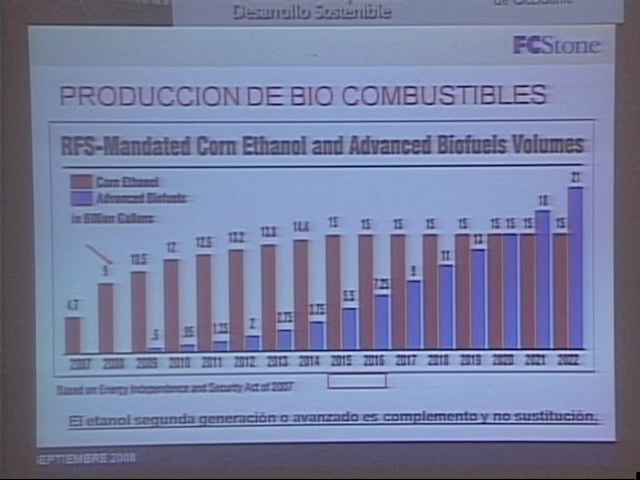 Desarrollo Sostenible
de Occidente
FCStone
PRODUCCION DE BIO COMBUSTIBLES
RFS-Mandated Corn Ethanol and Advanced Biofuels Volumes
Corn Ethanol
Advanced Biofuels
in Billion Gallons
4.7 9 10.5 12 12.6 13.2 13.8 14.4 15 15 15 15 15 15 15 15
.6 .95 1.35 2 2.75 3.75 5.5 7.25 9 11 13 15 18 21
2007 2008 2009 2010 2011 2012 2013 2014 2015 2016 2017 2018 2019 2020 2021 2022
Based on Energy Independence and Security Act of 2007
El etanol segunda generación o avanzado es complemento y no sustitución.
SEPTIEMBRE 2008